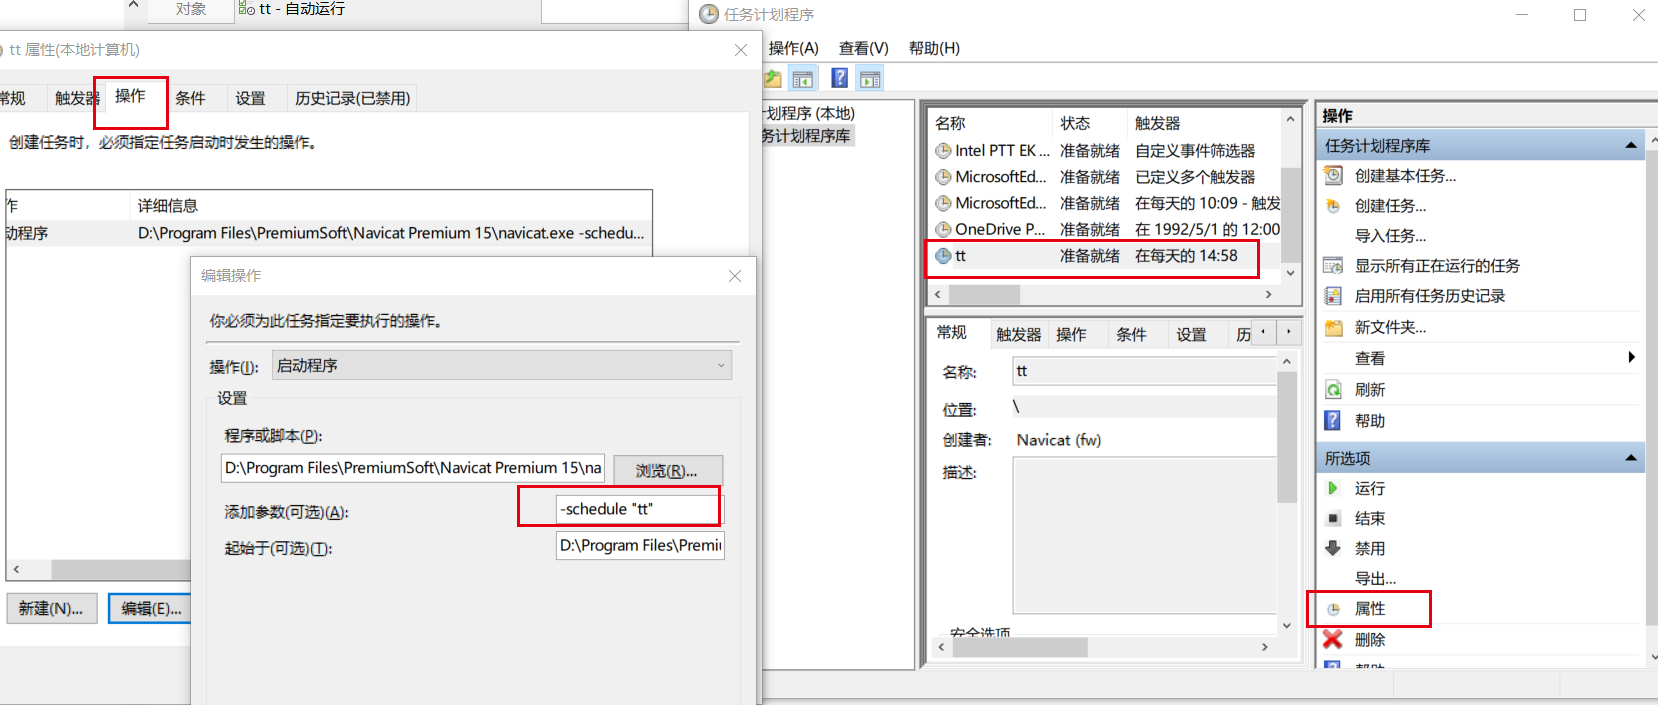 对象
tt - 自动运行
tt 属性(本地计算机)
常规
触发器
操作
条件
设置
历史记录(已禁用)
创建任务时，必须指定任务启动时发生的操作。
作
详细信息
动程序
D:\Program Files\PremiumSoft\Navicat Premium 15\navicat.exe -schedu...
新建(N)...
编辑(E)...
编辑操作
你必须为此任务指定要执行的操作。
操作(I):
启动程序
设置
程序或脚本(P):
D:\Program Files\PremiumSoft\Navicat Premium 15\na
浏览(R)...
添加参数(可选)(A):
-schedule "tt"
起始于(可选)(T):
D:\Program Files\Premiu
任务计划程序
操作(A)
查看(V)
帮助(H)
计划程序 (本地)
务计划程序库
名称
状态
触发器
Intel PTT EK ...
准备就绪
自定义事件筛选器
MicrosoftEd...
准备就绪
已定义多个触发器
MicrosoftEd...
准备就绪
在每天的 10:09 - 触发
OneDrive P...
准备就绪
在 1992/5/1 的 12:00
tt
准备就绪
在每天的 14:58
常规
触发器
操作
条件
设置
历
名称:
tt
位置:
\
创建者:
Navicat (fw)
描述:
安全选项
操作
任务计划程序库
创建基本任务...
创建任务...
导入任务...
显示所有正在运行的任务
启用所有任务历史记录
新文件夹...
查看
刷新
帮助
所选项
运行
结束
禁用
导出...
属性
删除
帮助